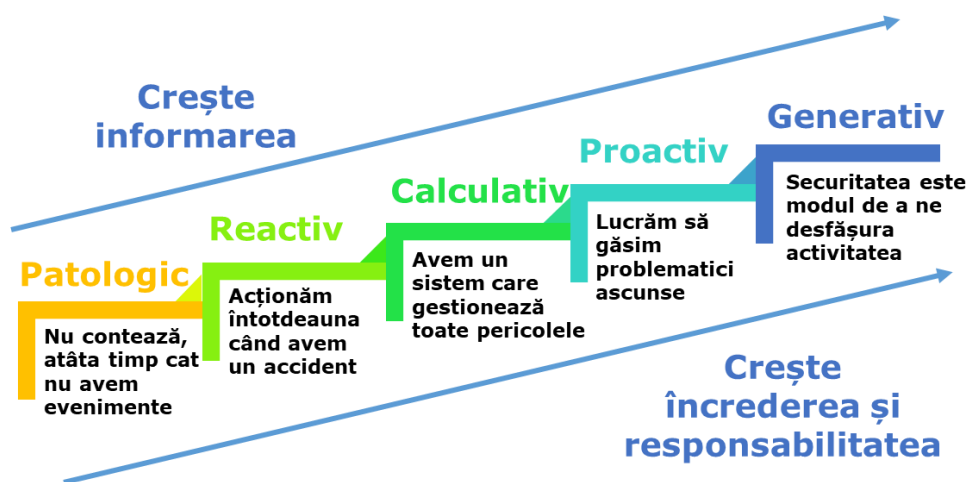 Crește
informarea
Patologic
Nu contează,
atâta timp cat
nu avem
evenimente
Reactiv
Acționăm
întotdeauna
când avem
un accident
Calculativ
Avem un
sistem care
gestionează
toate pericolele
Proactiv
Lucrăm să
găsim
problematici
ascunse
Generativ
Securitatea este
modul de a ne
desfășura
activitatea
Crește
încrederea și
responsabilitatea